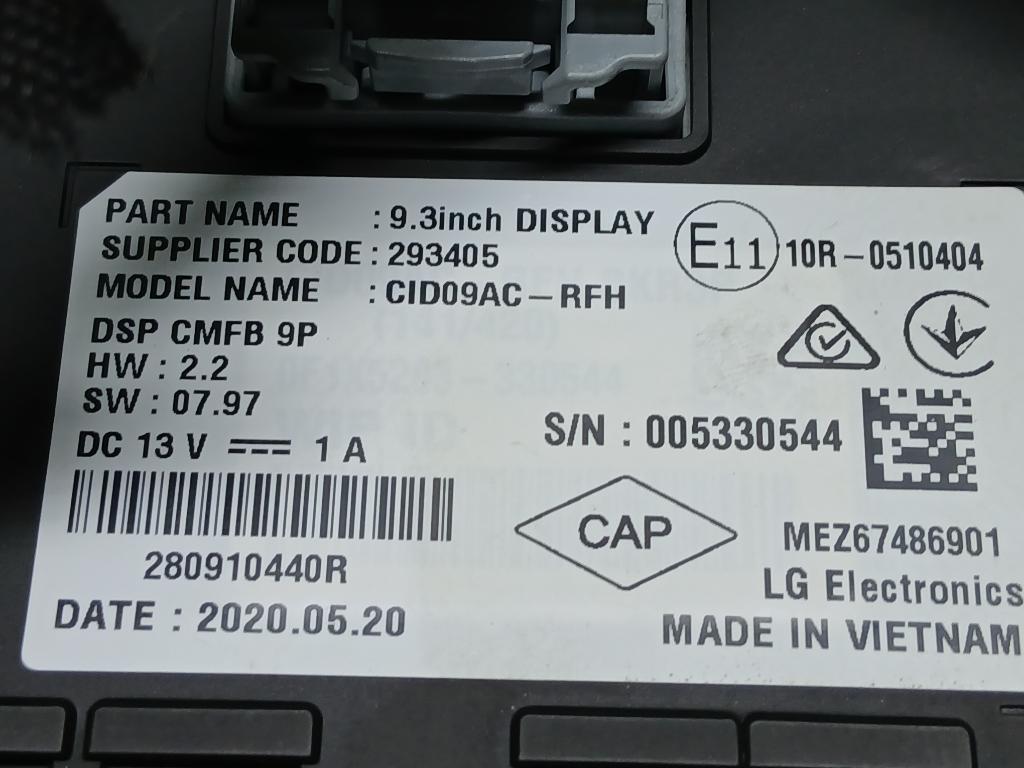 PART NAME : 9.3inch DISPLAY
SUPPLIER CODE : 293405
MODEL NAME : CID09AC-RFH
DSP CMFB 9P
HW : 2.2
SW : 07.97
DC 13 V ⎓ 1 A
280910440R
DATE : 2020.05.20
E11 10R-0510404
S/N : 005330544
CAP
MEZ67486901
LG Electronics
MADE IN VIETNAM